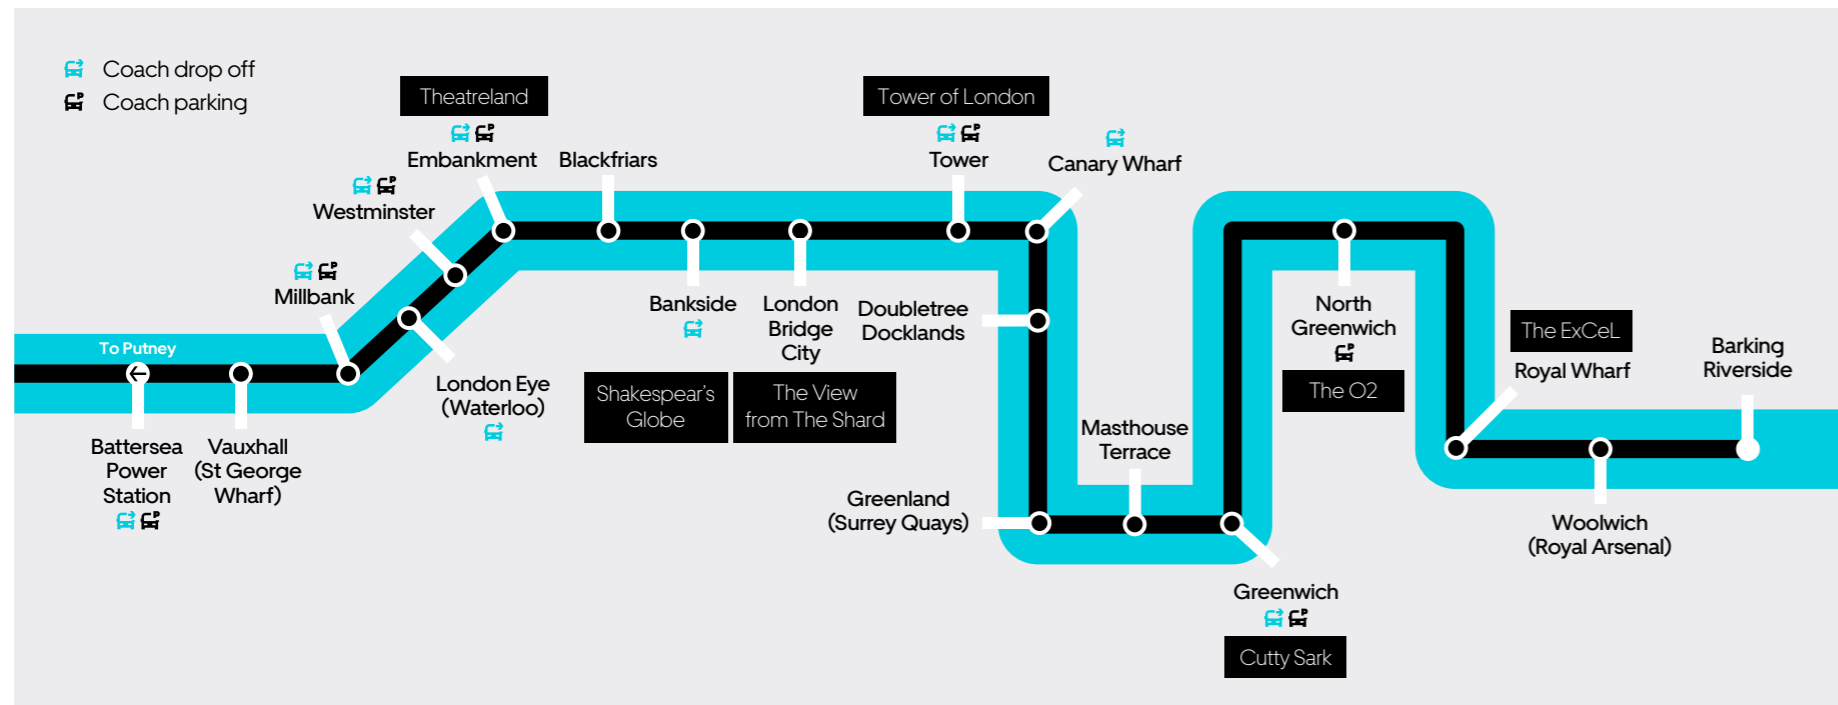 Coach drop off
Coach parking
Theatreland
Embankment
Blackfriars
Tower of London
Tower
Canary Wharf
Westminster
Millbank
To Putney
Battersea
Power
Station
Vauxhall
(St George
Wharf)
London Eye
(Waterloo)
Bankside
Shakespear's
Globe
London
Bridge
City
The View
from The Shard
Doubletree
Docklands
Greenland
(Surrey Quays)
Masthouse
Terrace
Greenwich
Cutty Sark
North
Greenwich
The O2
The ExCeL
Royal Wharf
Woolwich
(Royal Arsenal)
Barking
Riverside